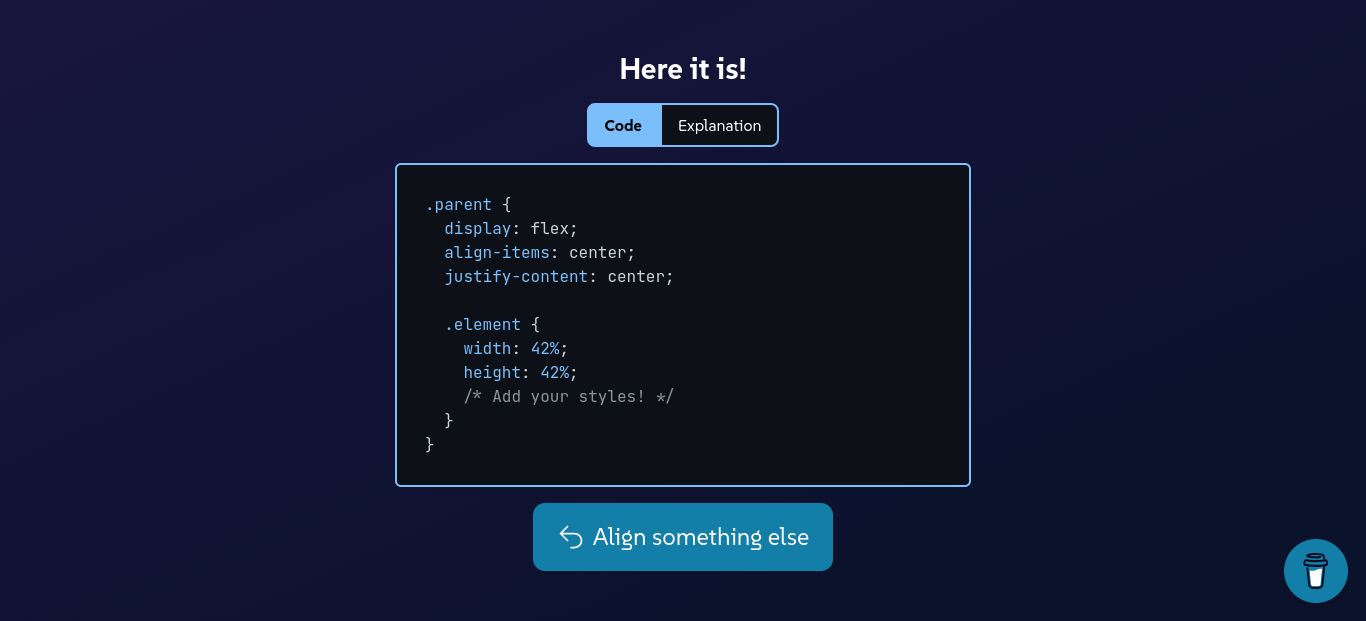 Here it is!
Code
Explanation
.parent {
  display: flex;
  align-items: center;
  justify-content: center;

  .element {
    width: 42%;
    height: 42%;
    /* Add your styles! */
  }
}
Align something else